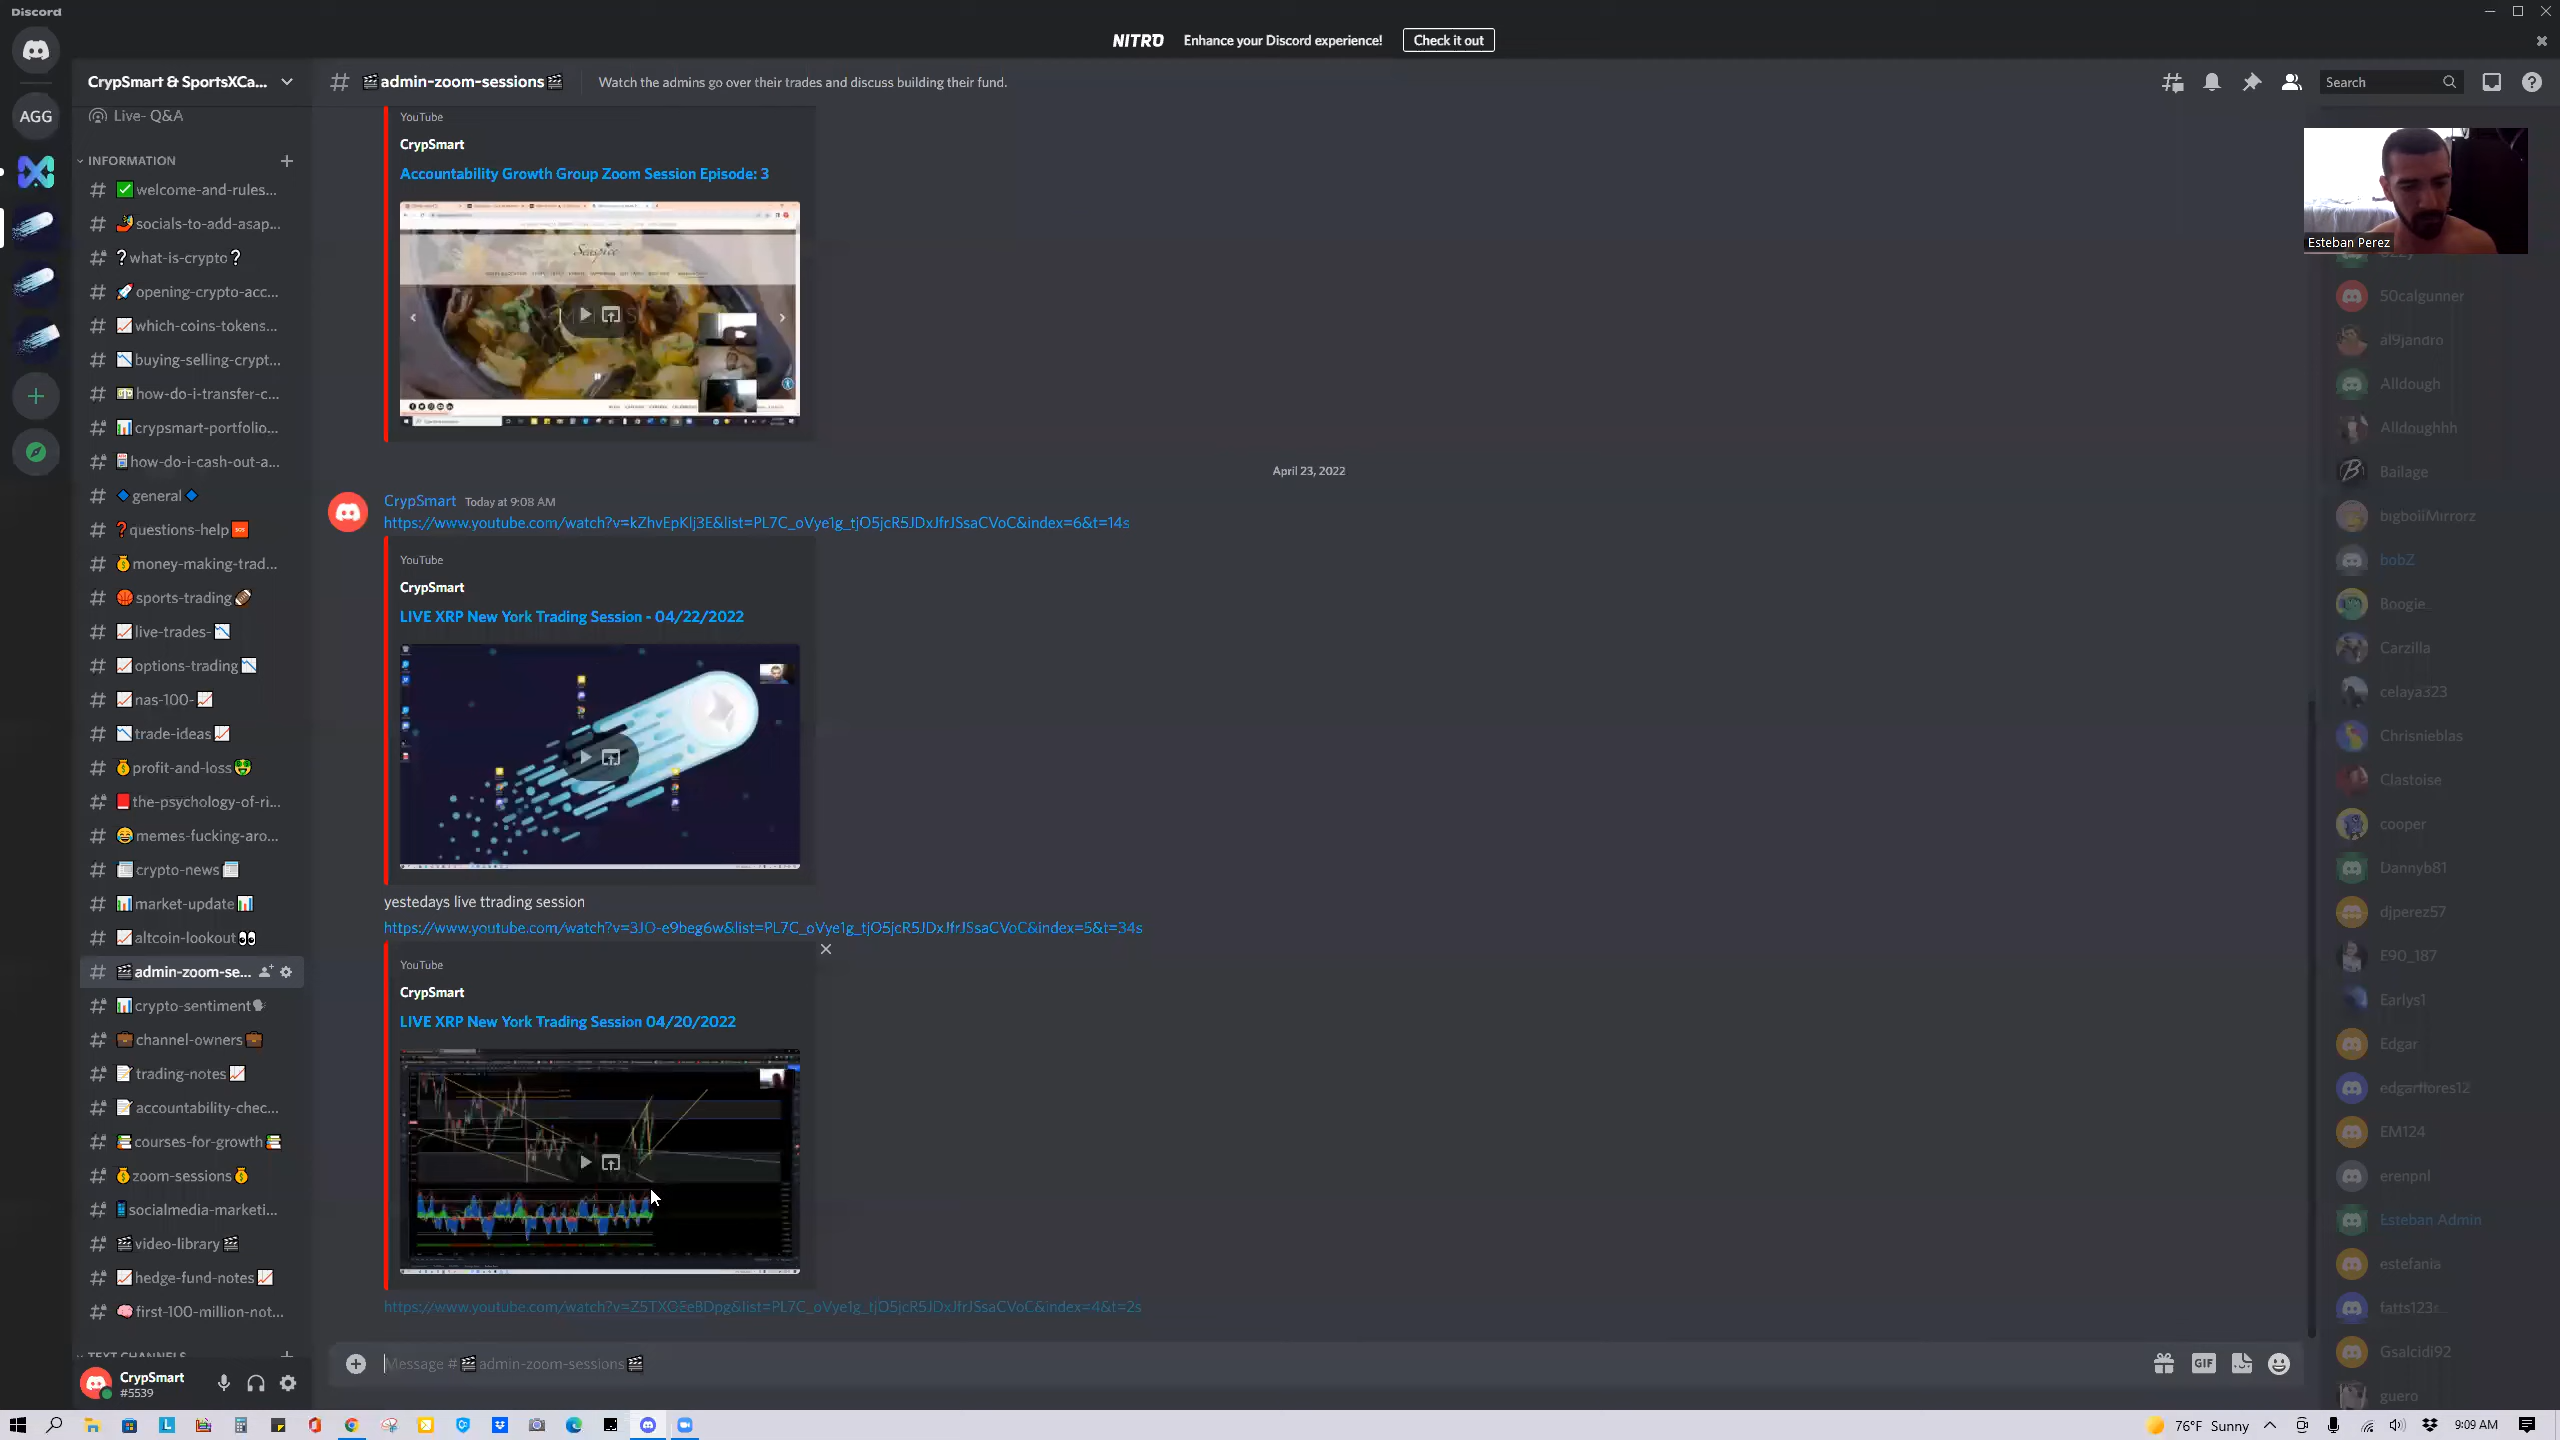 Discord
NITRO Enhance your Discord experience! Check it out
AGG
CrypSmart & SportsXCa...
Live- Q&A
INFORMATION
welcome-and-rules...
socials-to-add-asap...
?what-is-crypto?
opening-crypto-acc...
which-coins-tokens...
buying-selling-crypt...
how-do-i-transfer-c...
crypsmart-portfolio...
how-do-i-cash-out-a...
general
questions-help
money-making-trad...
sports-trading
live-trades-
options-trading
nas-100-
trade-ideas
profit-and-loss
the-psychology-of-ri...
memes-fucking-aro...
crypto-news
market-update
altcoin-lookout
admin-zoom-se...
crypto-sentiment
channel-owners
trading-notes
accountability-chec...
courses-for-growth
zoom-sessions
socialmedia-marketi...
video-library
hedge-fund-notes
first-100-million-not...
TEXT CHANNELS
CrypSmart
#5539
# admin-zoom-sessions Watch the admins go over their trades and discuss building their fund.
Search
YouTube
CrypSmart
Accountability Growth Group Zoom Session Episode: 3
April 23, 2022
CrypSmart Today at 9:08 AM
https://www.youtube.com/watch?v=kZhvEpKlj3E&list=PL7C_oVye1g_tjO5jcR5JDxJfrJSsaCVoC&index=6&t=14s
YouTube
CrypSmart
LIVE XRP New York Trading Session - 04/22/2022
yestedays live ttrading session
https://www.youtube.com/watch?v=3JO-e9beg6w&list=PL7C_oVye1g_tjO5jcR5JDxJfrJSsaCVoC&index=5&t=34s
YouTube
CrypSmart
LIVE XRP New York Trading Session 04/20/2022
https://www.youtube.com/watch?v=Z5TXOEeBDpg&list=PL7C_oVye1g_tjO5jcR5JDxJfrJSsaCVoC&index=4&t=2s
Message # admin-zoom-sessions
GIF
Esteban Perez
50calgunner
al9jandro
Alldough
Alldoughhh
Bailage
bigboiiMirrorz
bobZ
Boogie
Carzilla
celaya323
Chrisnieblas
Clastoise
cooper
Dannyb81
djperez57
E90_187
Earlys1
Edgar
edgarflores12
EM124
erenpnl
Esteban Admin
estefania
fatts123
Gsalcidi92
guero
76°F Sunny
9:09 AM